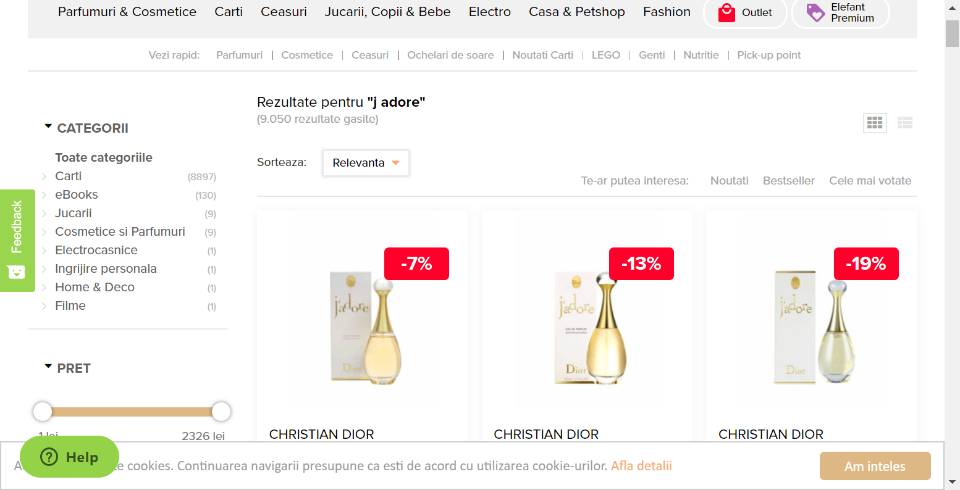 Parfumuri & Cosmetice Carti Ceasuri Jucarii, Copii & Bebe Electro Casa & Petshop Fashion Outlet Elefant Premium
Vezi rapid: Parfumuri | Cosmetice | Ceasuri | Ochelari de soare | Noutati Carti | LEGO | Genti | Nutritie | Pick-up point
Rezultate pentru "j adore"
(9.050 rezultate gasite)
CATEGORII
Toate categoriile
Carti (8897)
eBooks (130)
Jucarii (9)
Cosmetice si Parfumuri (9)
Electrocasnice (1)
Ingrijire personala (1)
Home & Deco (1)
Filme (1)
Feedback
Sorteaza: Relevanta
Te-ar putea interesa: Noutati Bestseller Cele mai votate
-7% -13% -19%
j'adore j'adore j'adore
Dior Dior Dior
PRET
2326 lei
CHRISTIAN DIOR CHRISTIAN DIOR CHRISTIAN DIOR
Help
cookies. Continuarea navigarii presupune ca esti de acord cu utilizarea cookie-urilor. Afla detalii
Am inteles